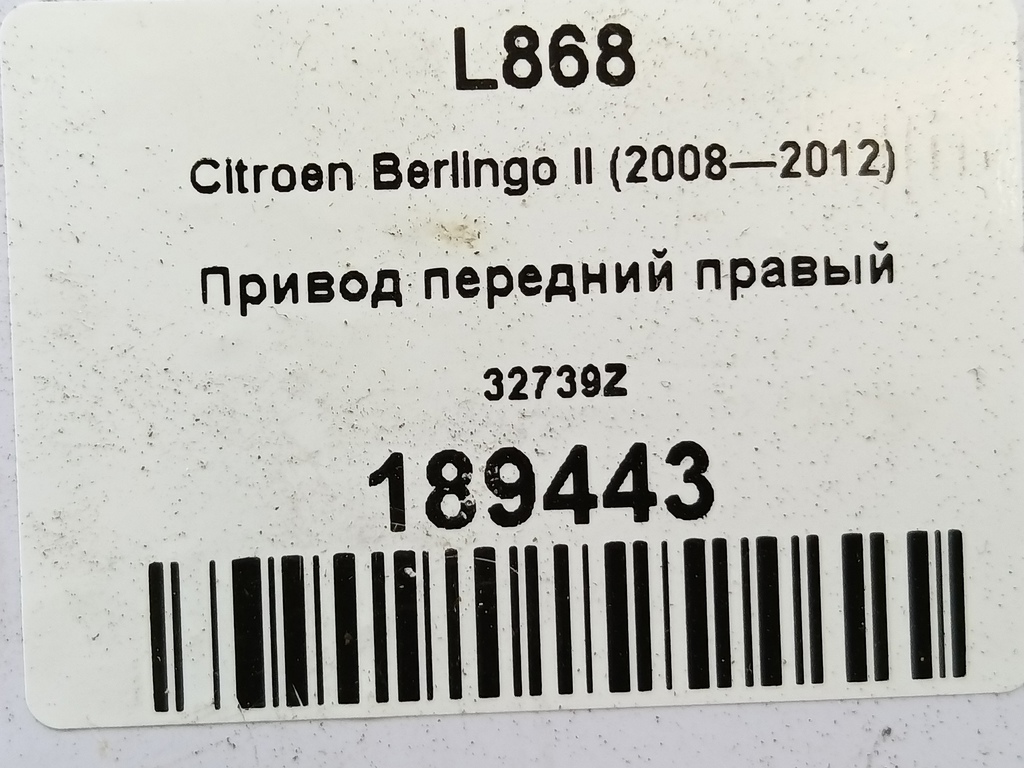 L868
Citroen Berlingo II (2008—2012)
Привод передний правый
32739Z
189443